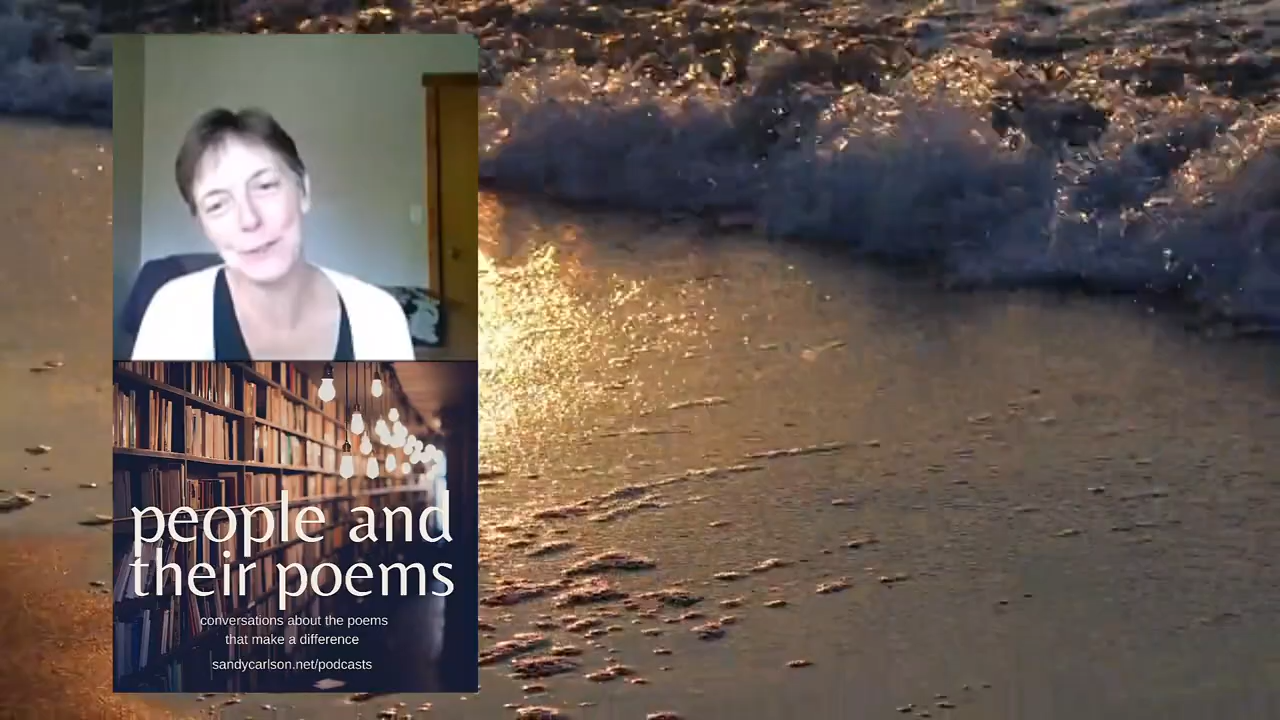 people and
their poems
conversations about the poems
that make a difference
sandycarlson.net/podcasts